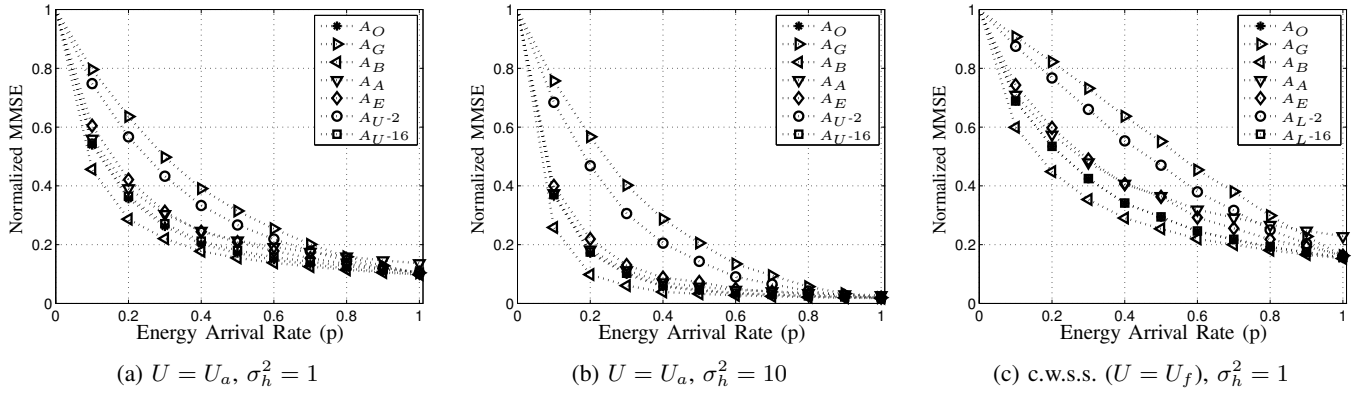 Normalized MMSE
1
0.8
0.6
0.4
0.2
0
0 0.2 0.4 0.6 0.8 1
Energy Arrival Rate (p)
A_O
A_G
A_B
A_A
A_E
A_U-2
A_U-16
(a) U = U_a, σ_h^2 = 1
Normalized MMSE
1
0.8
0.6
0.4
0.2
0
0 0.2 0.4 0.6 0.8 1
Energy Arrival Rate (p)
A_O
A_G
A_B
A_A
A_E
A_U-2
A_U-16
(b) U = U_a, σ_h^2 = 10
Normalized MMSE
1
0.8
0.6
0.4
0.2
0
0 0.2 0.4 0.6 0.8 1
Energy Arrival Rate (p)
A_O
A_G
A_B
A_A
A_E
A_L-2
A_L-16
(c) c.w.s.s. (U = U_f), σ_h^2 = 1